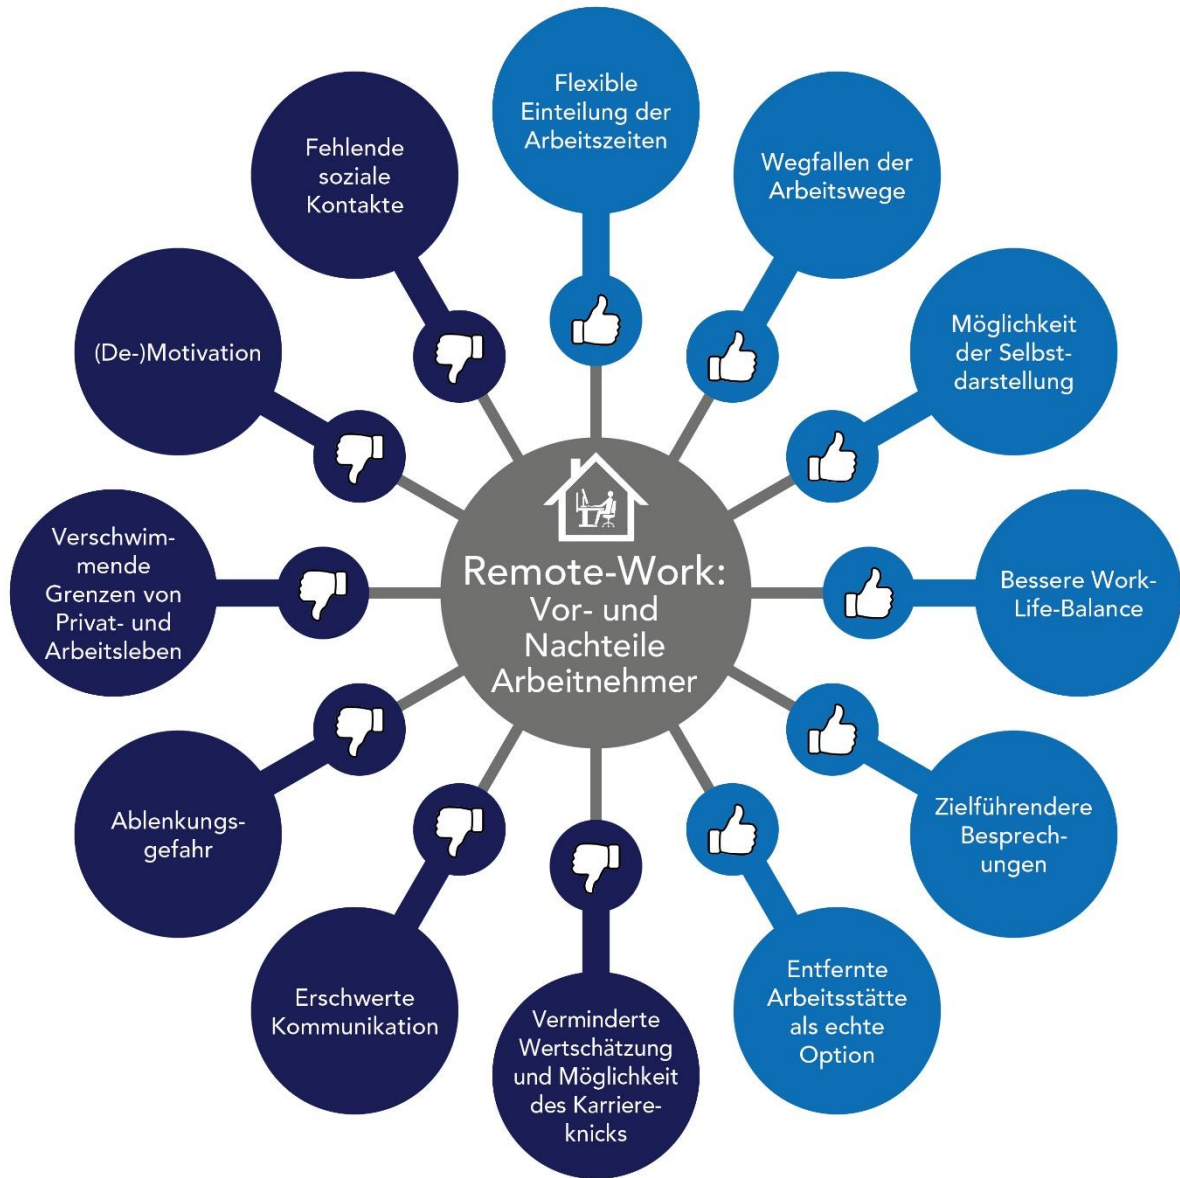 Remote-Work:
Vor- und
Nachteile
Arbeitnehmer
Flexible
Einteilung der
Arbeitszeiten
Wegfallen der
Arbeitswege
Möglichkeit
der Selbst-
darstellung
Bessere Work-
Life-Balance
Zielführendere
Besprech-
ungen
Entfernte
Arbeitsstätte
als echte
Option
Verminderte
Wertschätzung
und Möglichkeit
des Karriere-
knicks
Erschwerte
Kommunikation
Ablenkungs-
gefahr
Verschwim-
mende
Grenzen von
Privat- und
Arbeitsleben
(De-)Motivation
Fehlende
soziale
Kontakte